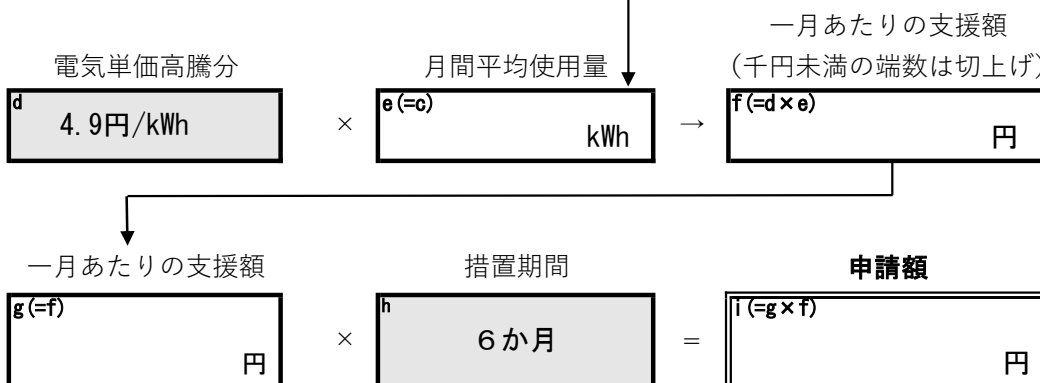 一月あたりの支援額
電気単価高騰分 月間平均使用量 (千円未満の端数は切上げ)
d 4.9円/kWh × e(=c) kWh → f(=d×e) 円
一月あたりの支援額 措置期間 申請額
g(=f) 円 × h 6か月 = i(=g×f) 円